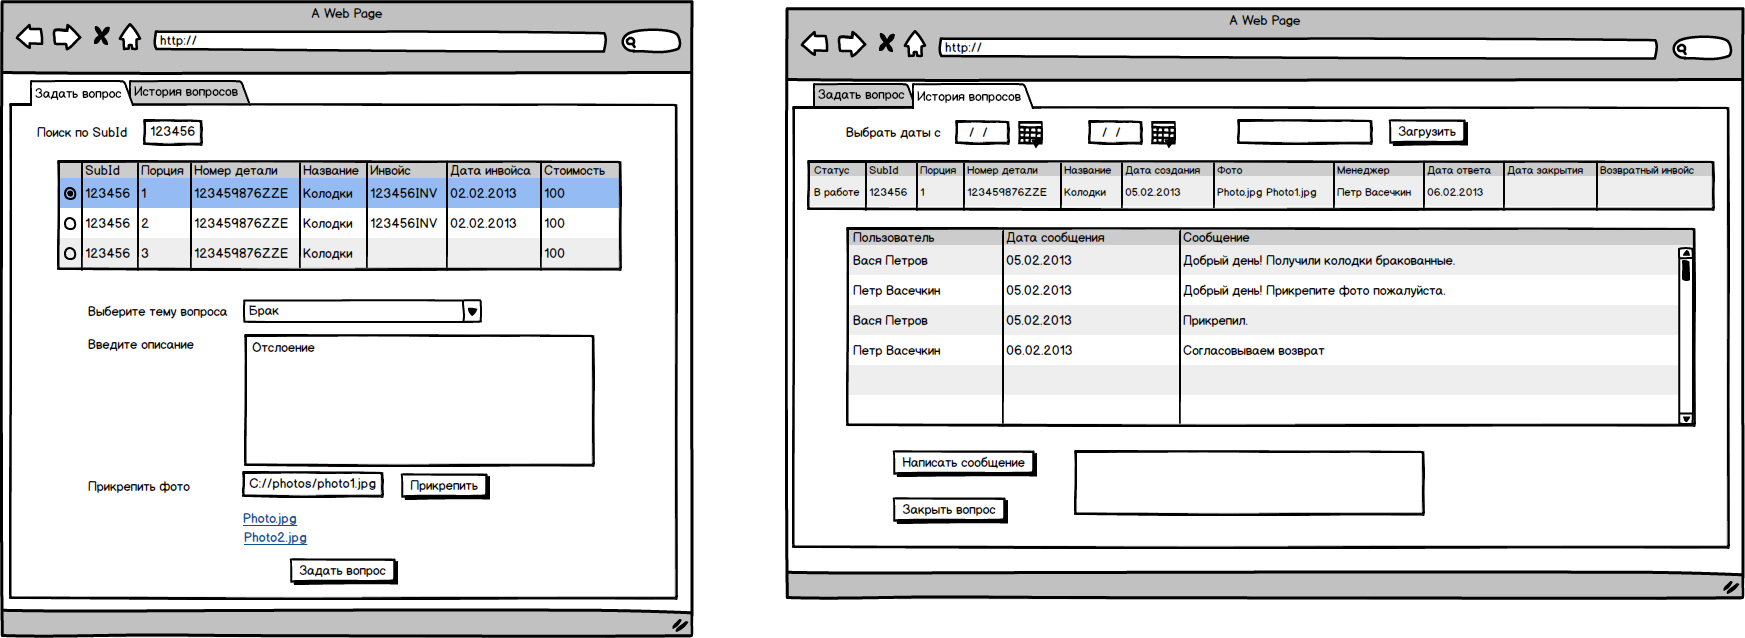 A Web Page
http://
Задать вопрос История вопросов
Поиск по SubId 123456
SubId Порция Номер детали Название Инвойс Дата инвойса Стоимость
123456 1 123459876ZZE Колодки 123456INV 02.02.2013 100
123456 2 123459876ZZE Колодки 123456INV 02.02.2013 100
123456 3 123459876ZZE Колодки 100
Выберите тему вопроса Брак
Введите описание Отслоение
Прикрепить фото C://photos/photo1.jpg Прикрепить
Photo.jpg
Photo2.jpg
Задать вопрос
A Web Page
http://
Задать вопрос История вопросов
Выбрать даты с / / / / Загрузить
Статус SubId Порция Номер детали Название Дата создания Фото Менеджер Дата ответа Дата закрытия Возвратный инвойс
В работе 123456 1 123459876ZZE Колодки 05.02.2013 Photo.jpg Photo1.jpg Петр Васечкин 06.02.2013
Пользователь Дата сообщения Сообщение
Вася Петров 05.02.2013 Добрый день! Получили колодки бракованные.
Петр Васечкин 05.02.2013 Добрый день! Прикрепите фото пожалуйста.
Вася Петров 05.02.2013 Прикрепил.
Петр Васечкин 06.02.2013 Согласовываем возврат
Написать сообщение
Закрыть вопрос